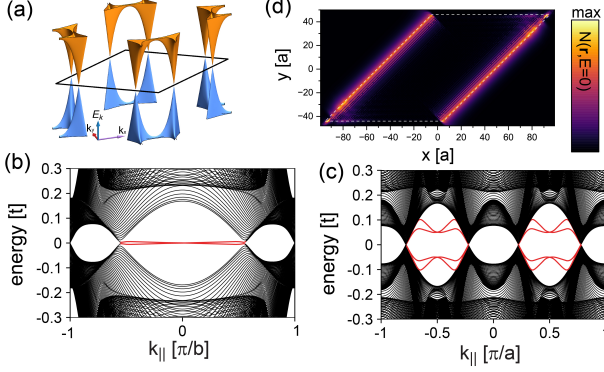 (a)
E_k
k_y
k_x
(d)
y [a]
40
20
0
-20
-40
-80 -60 -40 -20 0 20 40 60 80
x [a]
max
N(r,E=0)
0
(b)
energy [t]
0.3
0.2
0.1
0
-0.1
-0.2
-0.3
-1 0 1
k_|| [π/b]
(c)
energy [t]
0.3
0.2
0.1
0
-0.1
-0.2
-0.3
-1 -0.5 0 0.5 1
k_|| [π/a]